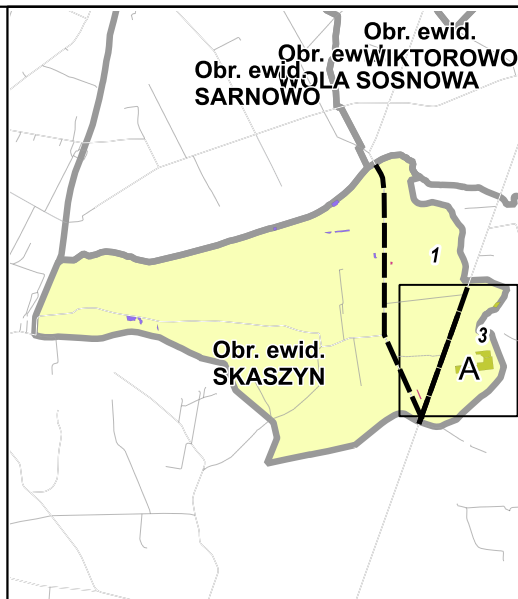 Obr. ewid.
WIKTOROWO
Obr. ewid.
WOLA SOSNOWA
Obr. ewid.
SARNOWO
1
3
A
Obr. ewid.
SKASZYN